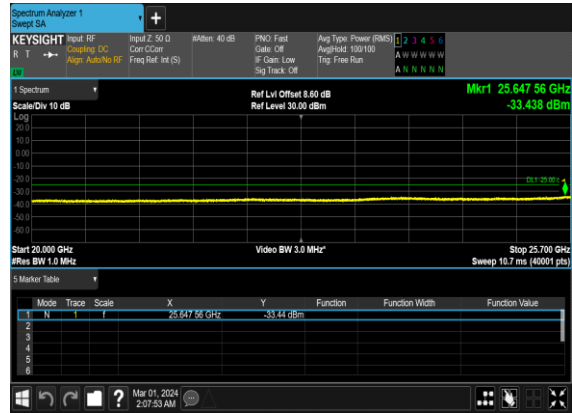 Spectrum Analyzer 1
Swept SA
+
KEYSIGHT Input: RF Input Z: 50 Ω #Atten: 40 dB PNO: Fast Avg Type: Power (RMS) 1 2 3 4 5 6
R T Coupling: DC Corr CCorr Gate: Off Avg|Hold: 100/100 A W W W W W
Align: Auto/No RF Freq Ref: Int (S) IF Gain: Low Trig: Free Run
Sig Track: Off A N N N N N
1 Spectrum Ref Lvl Offset 8.60 dB Mkr1 25.647 56 GHz
Scale/Div 10 dB Ref Level 30.00 dBm -33.438 dBm
Log
20.0
10.0
0.00
-10.0
-20.0
DL1 -25.00
-30.0
-40.0
-50.0
-60.0
Start 20.000 GHz Video BW 3.0 MHz* Stop 25.700 GHz
#Res BW 1.0 MHz Sweep 10.7 ms (40001 pts)
5 Marker Table
Mode Trace Scale X Y Function Function Width Function Value
1 N 1 f 25.647 56 GHz -33.44 dBm
2
3
4
5
6
? Mar 01, 2024
2:07:53 AM